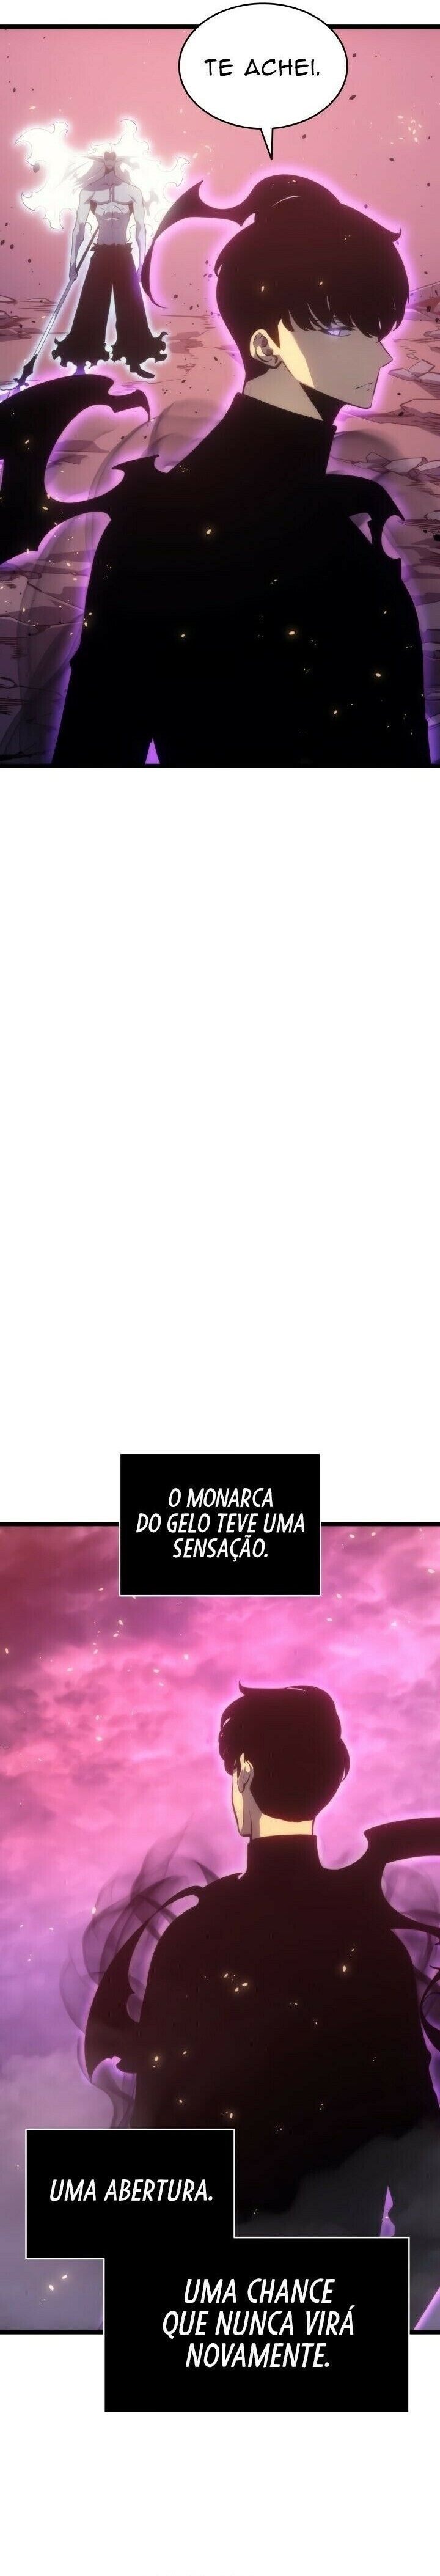 TE ACHEI.
O MONARCA
DO GELO TEVE UMA
SENSAÇÃO.
UMA ABERTURA.
UMA CHANCE
QUE NUNCA VIRÁ
NOVAMENTE.